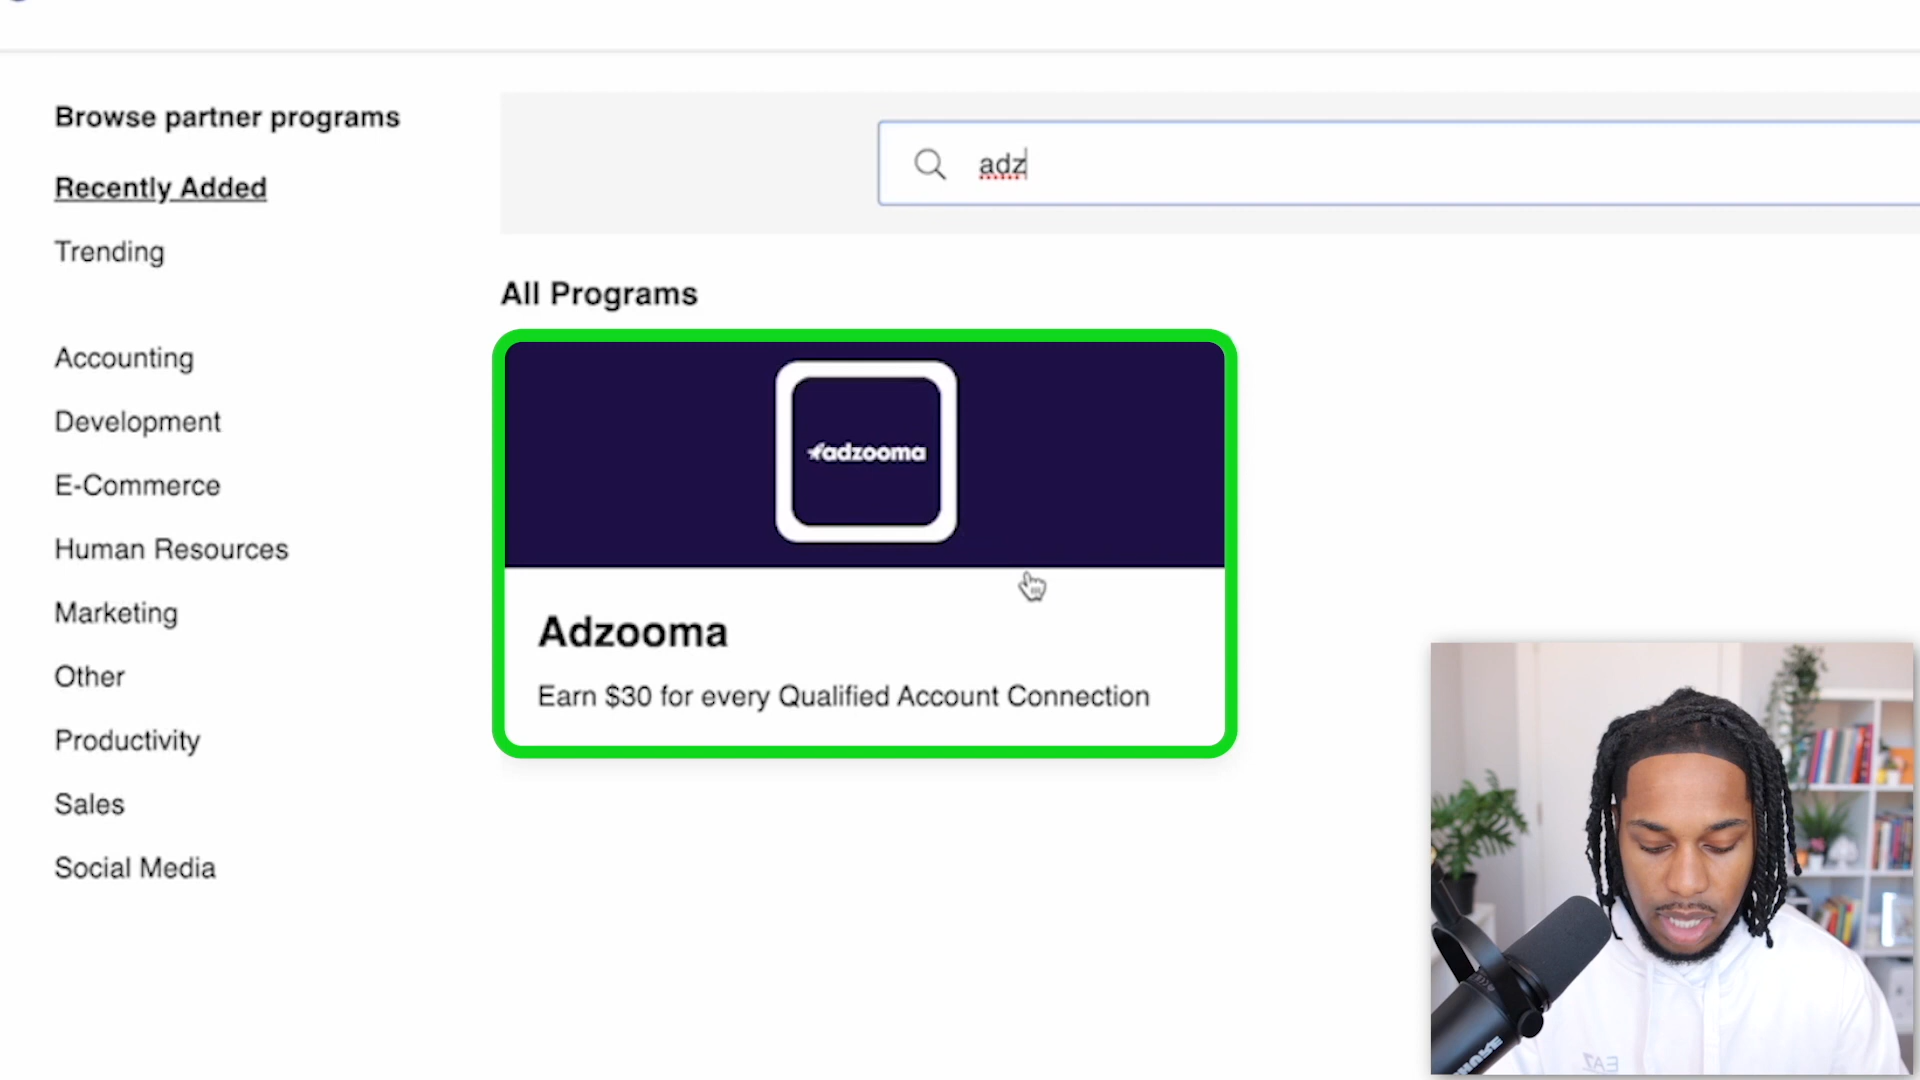 Browse partner programs
Recently Added
Trending
Accounting
Development
E-Commerce
Human Resources
Marketing
Other
Productivity
Sales
Social Media
adz
All Programs
adzooma
Adzooma
Earn $30 for every Qualified Account Connection
EA7